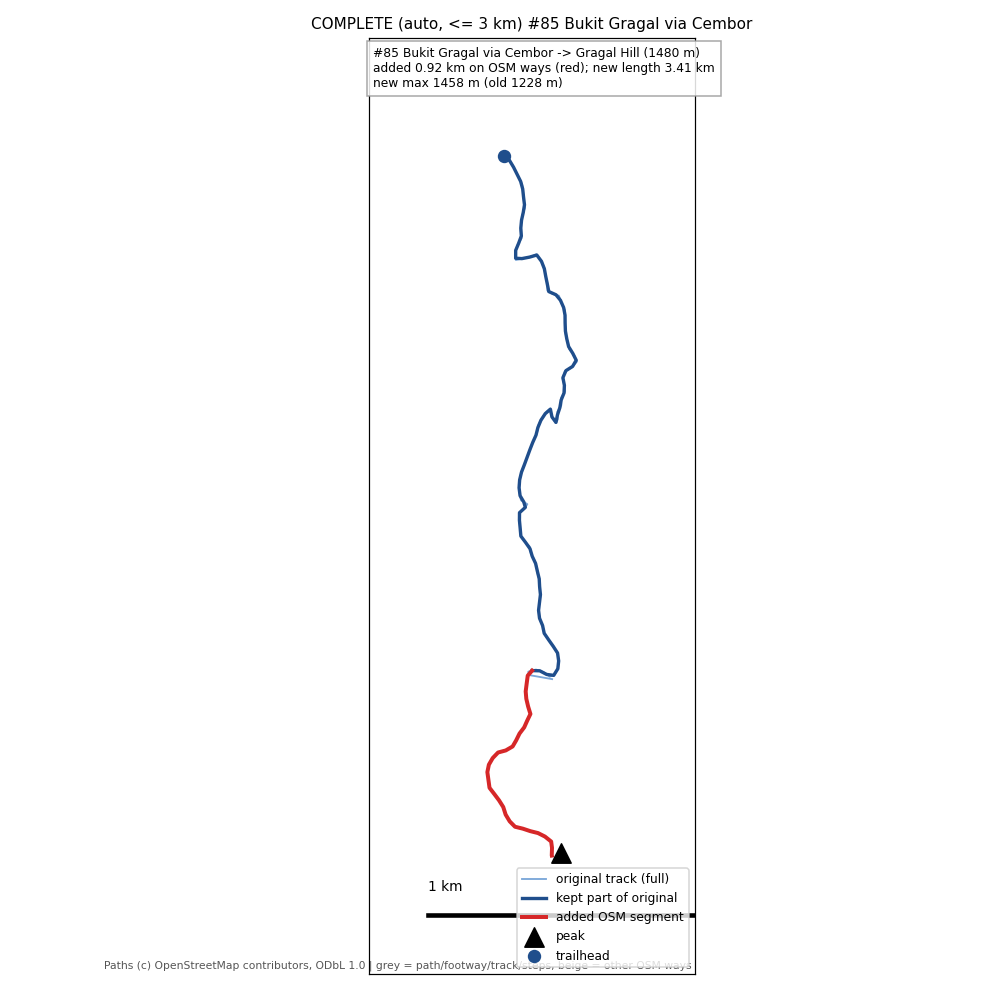 COMPLETE (auto, <= 3 km) #85 Bukit Gragal via Cembor
#85 Bukit Gragal via Cembor -> Gragal Hill (1480 m)
added 0.92 km on OSM ways (red); new length 3.41 km
new max 1458 m (old 1228 m)
original track (full)
1 km
kept part of original
added OSM segment
peak
trailhead
Paths (c) OpenStreetMap contributors, ODbL 1.0 | grey = path/footway/track/steps, beige = other OSM ways